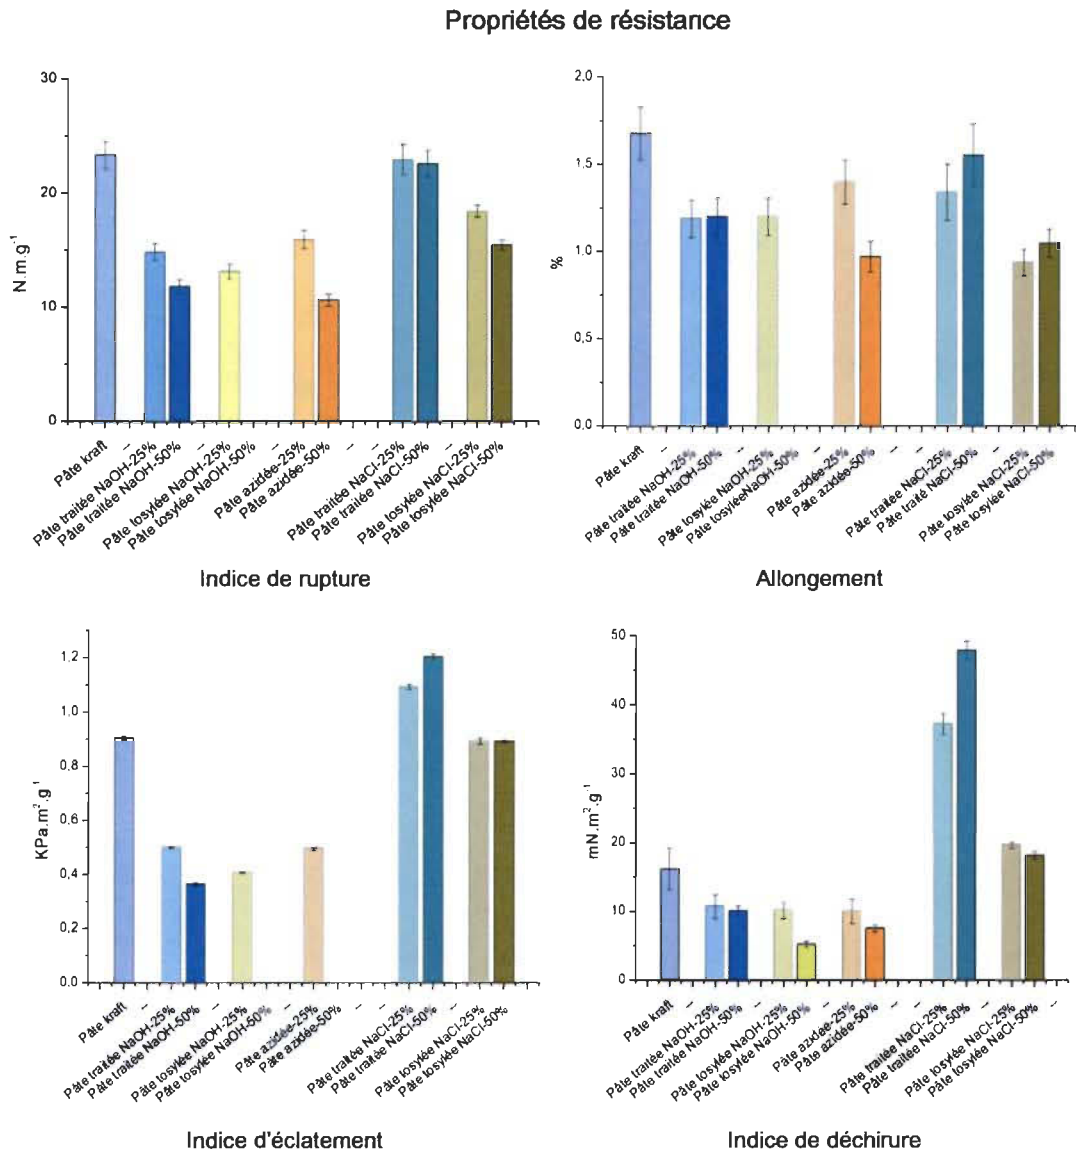 Propriétés de résistance
30
20
10
0
N.m.g⁻¹
Pâte kraft
–
Pâte traitée NaOH-25%
Pâte traitée NaOH-50%
–
Pâte tosylée NaOH-25%
Pâte tosylée NaOH-50%
–
Pâte azidée-25%
Pâte azidée-50%
–
–
Pâte traitée NaCl-25%
Pâte traitée NaCl-50%
–
Pâte tosylée NaCl-25%
Pâte tosylée NaCl-50%
Indice de rupture
2,0
1,5
1,0
0,5
0,0
%
Pâte kraft
–
Pâte traitée NaOH-25%
Pâte traitée NaOH-50%
–
Pâte tosylée NaOH-25%
Pâte tosyléeNaOH-50%
–
Pâte azidée-25%
Pâte azidée-50%
–
–
Pâte traitée NaCl-25%
Pâte traité NaCl-50%
–
Pâte tosylée NaCl-25%
Pâte tosylée NaCl-50%
Allongement
1,2
1,0
0,8
0,6
0,4
0,2
0,0
KPa.m².g⁻¹
Pâte kraft
–
Pâte traitée NaOH-25%
Pâte traitée NaOH-50%
–
Pâte tosylée NaOH-25%
Pâte tosylée NaOH-50%
–
Pâte azidée-25%
Pâte azidée-50%
–
–
Pâte traitée NaCl-25%
Pâte traitée NaCl-50%
–
Pâte tosylée NaCl-25%
Pâte tosylée NaCl-50%
Indice d'éclatement
50
40
30
20
10
0
mN.m².g⁻¹
Pâte kraft
–
Pâte traitée NaOH-25%
Pâte traitée NaOH-50%
–
Pâte tosylée NaOH-25%
Pâte tosylée NaOH-50%
–
Pâte azidée-25%
Pâte azidée-50%
–
–
Pâte traitée NaCl-25%
Pâte traitée NaCl-50%
–
Pâte tosylée NaCl-25%
Pâte tosylée NaCl-50%
–
Indice de déchirure